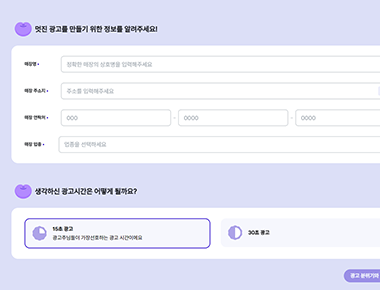 멋진 광고를 만들기 위한 정보를 알려주세요!
매장명 •
정확한 매장의 상호명을 입력해주세요
매장 주소지 •
주소를 입력해주세요
매장 연락처 •
000 - 0000 - 0000
매장 업종 •
업종을 선택하세요
생각하신 광고시간은 어떻게 될까요?
15초 광고
광고주님들이 가장선호하는 광고 시간이에요
30초 광고
광고 분위기와